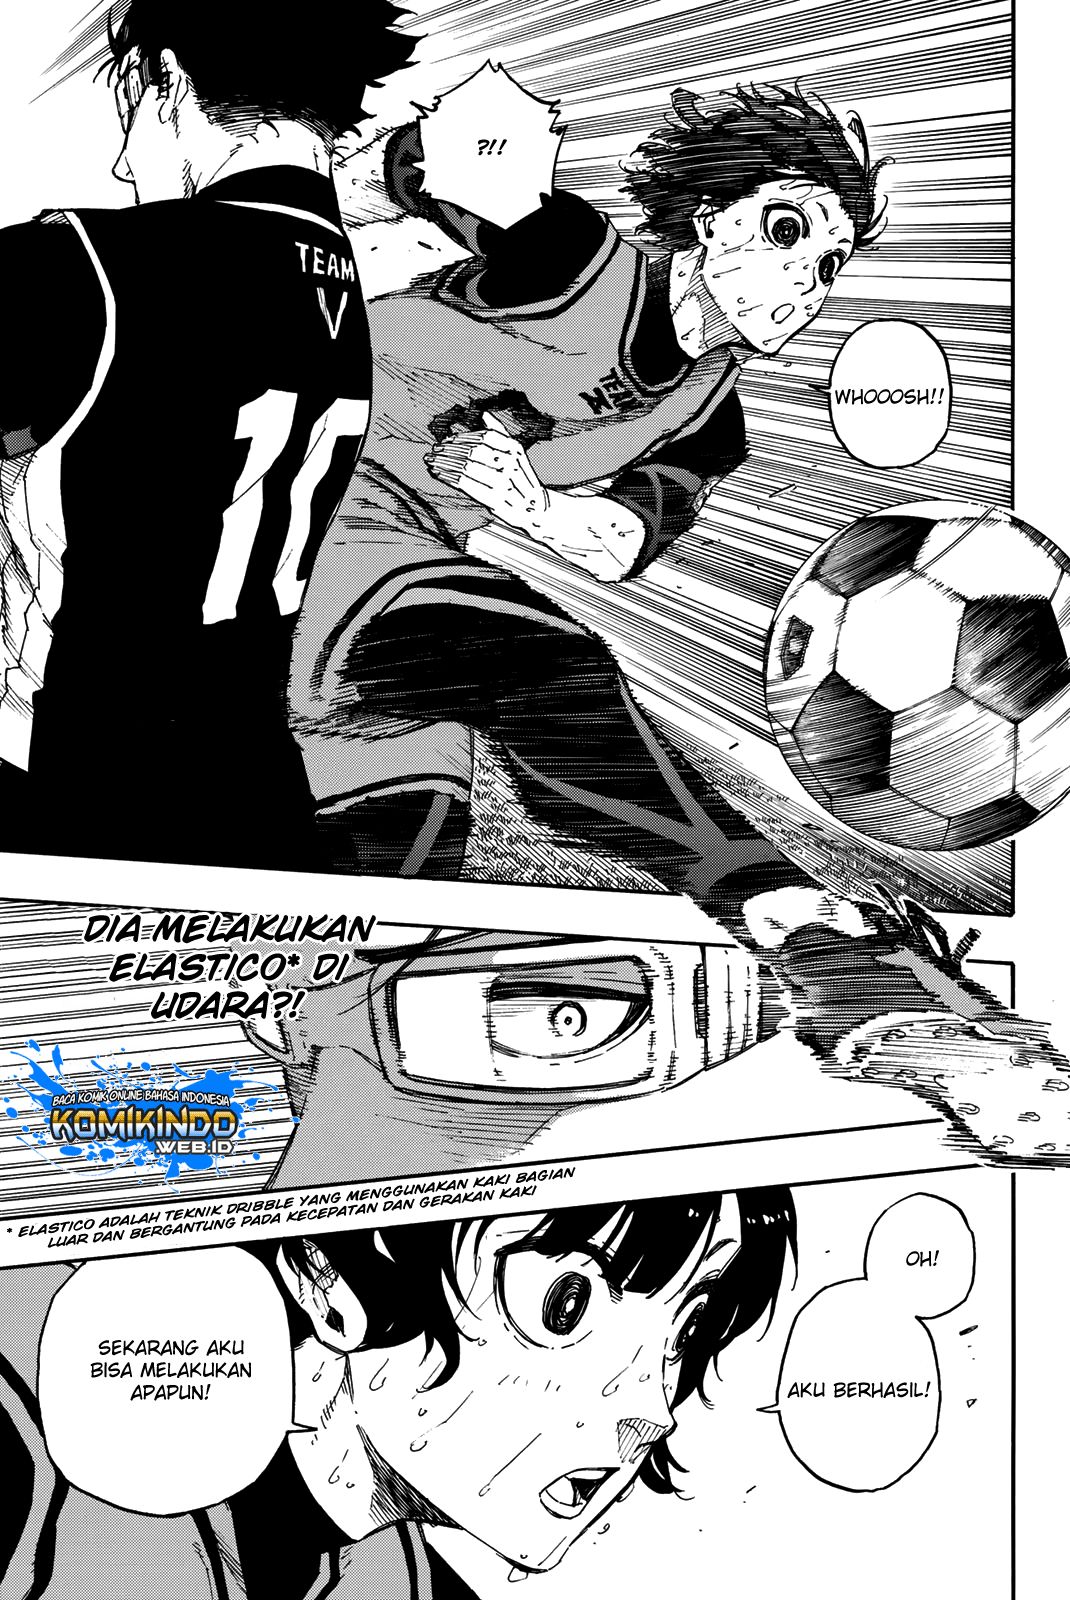 ?!!
TEAM
V
10
TEAM
Z
WHOOOSH!!
DIA MELAKUKAN
ELASTICO* DI
UDARA?!
BACA KOMIK ONLINE BAHASA INDONESIA
KOMIKINDO
WEB.ID
* ELASTICO ADALAH TEKNIK DRIBBLE YANG MENGGUNAKAN KAKI BAGIAN
LUAR DAN BERGANTUNG PADA KECEPATAN DAN GERAKAN KAKI
OH!
AKU BERHASIL!
SEKARANG AKU
BISA MELAKUKAN
APAPUN!